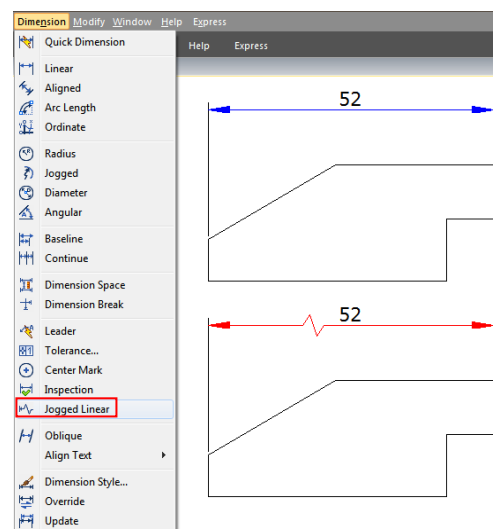 Dimension Modify Window Help Express
Quick Dimension
Help Express
Linear
Aligned
Arc Length
Ordinate
Radius
Jogged
Diameter
Angular
Baseline
Continue
Dimension Space
Dimension Break
Leader
Tolerance...
Center Mark
Inspection
Jogged Linear
Oblique
Align Text
Dimension Style...
Override
Update
52
52